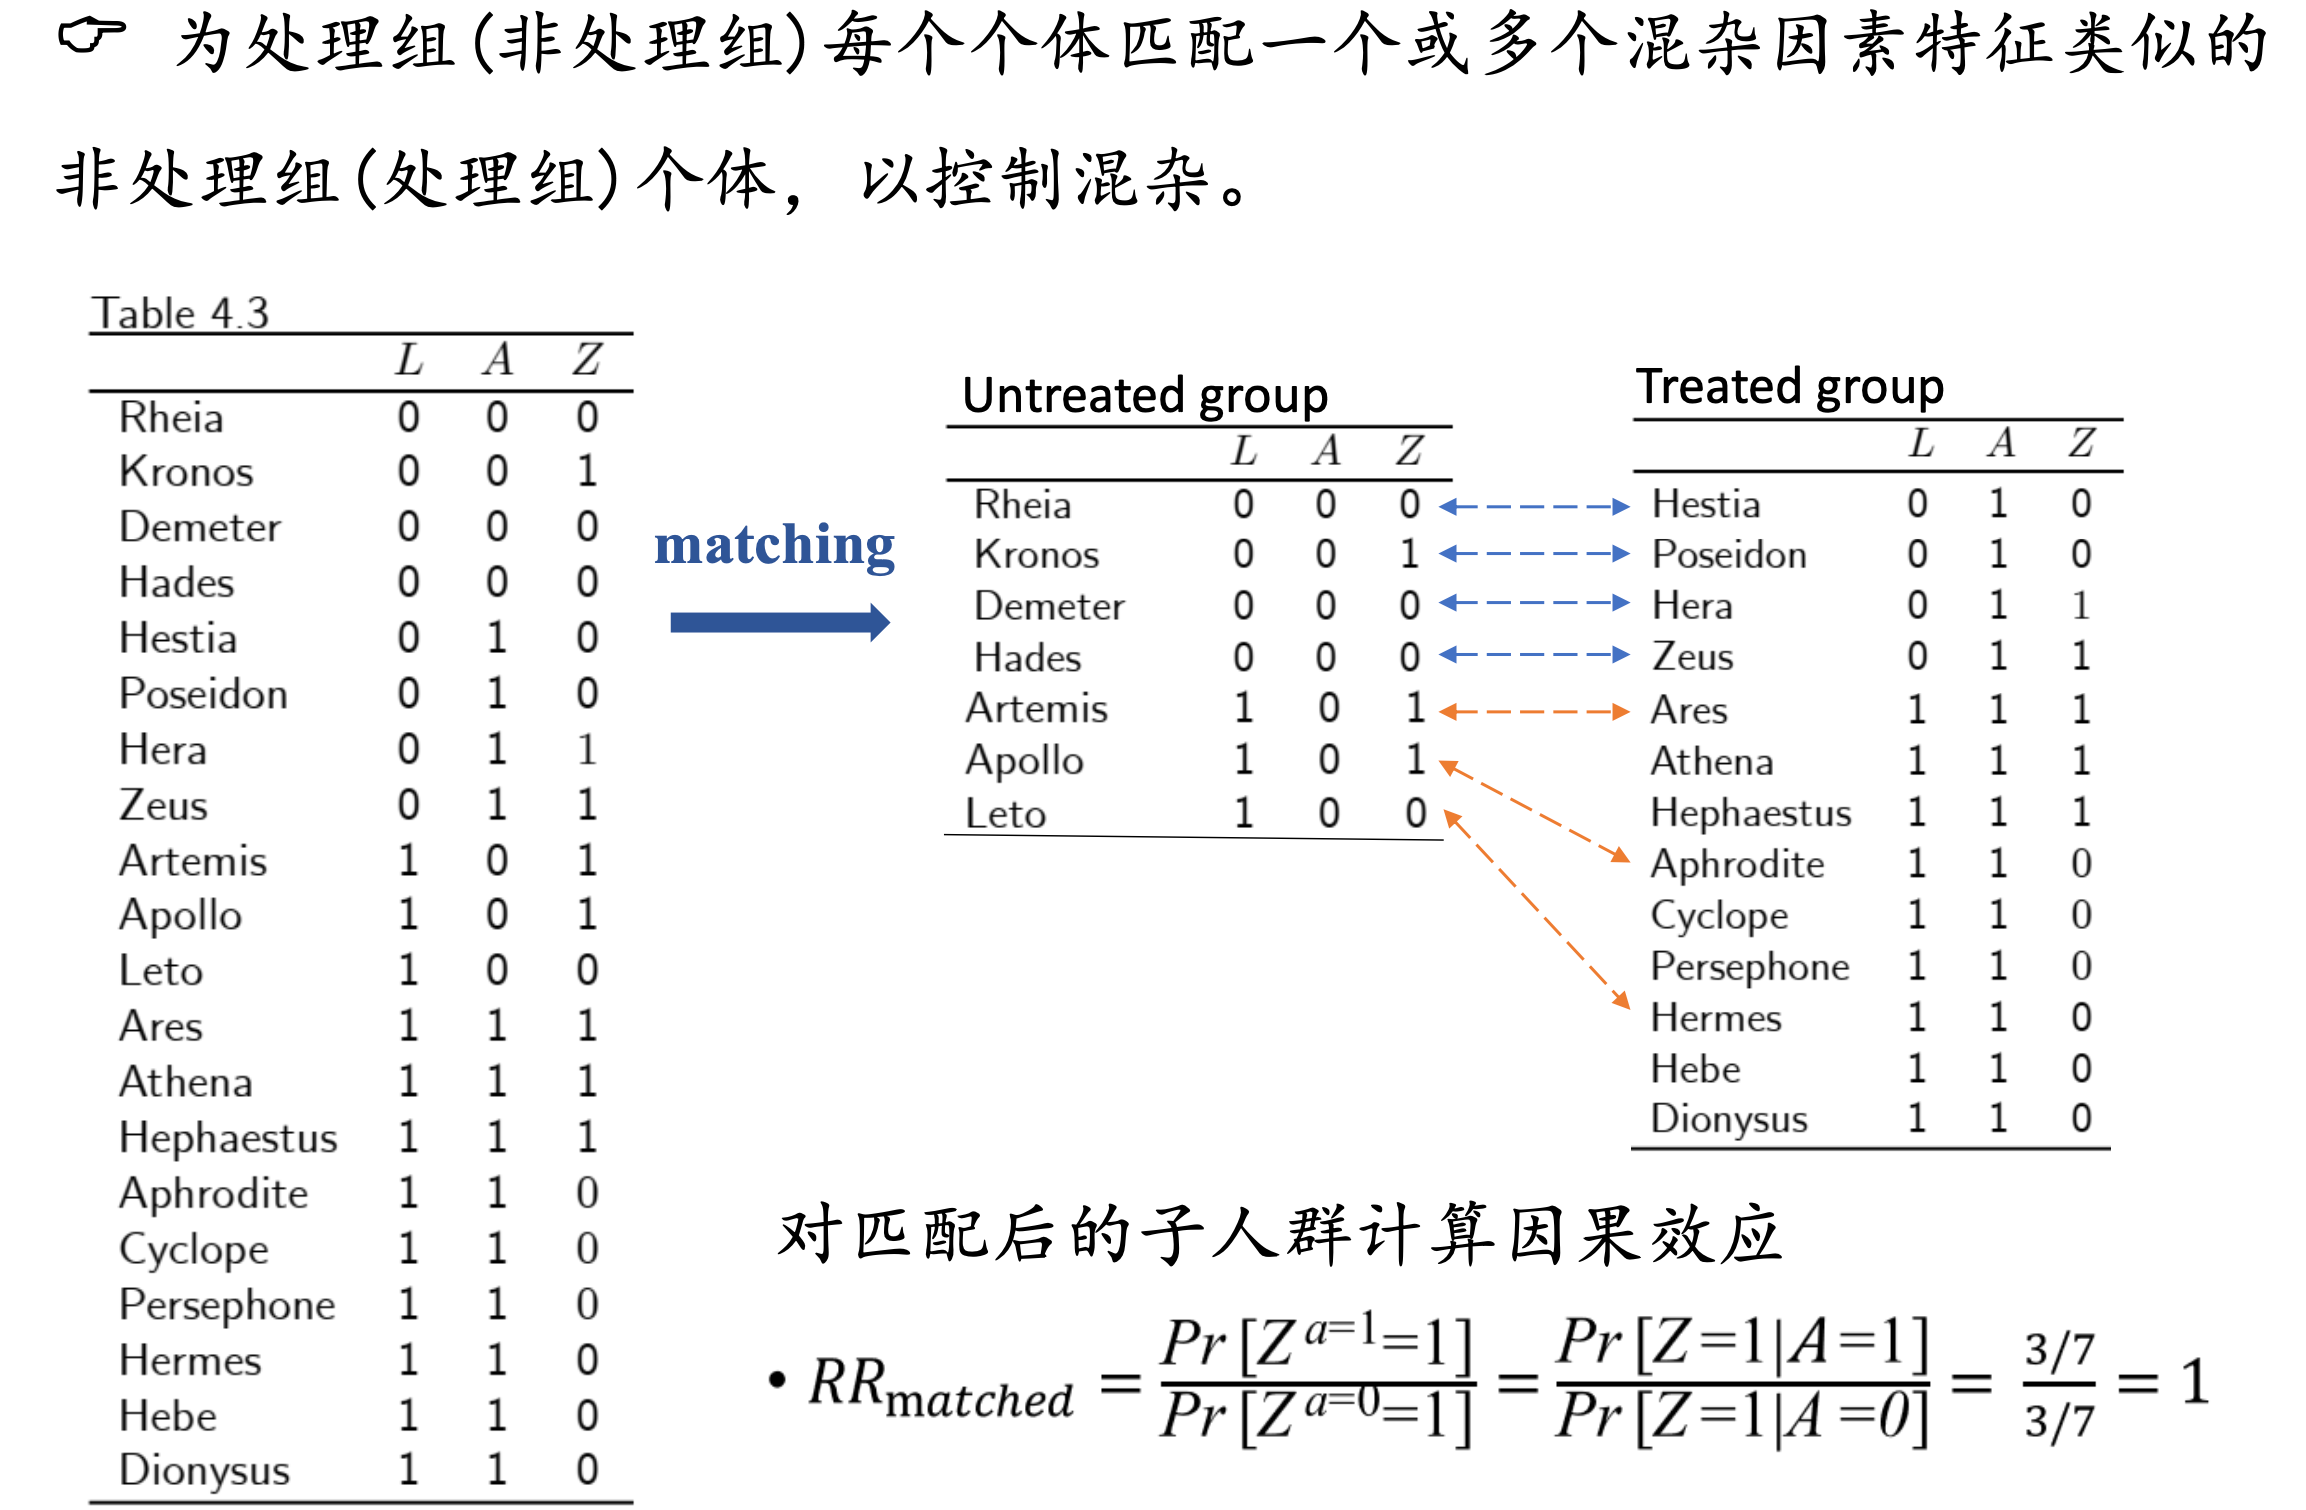 ☞ 为处理组(非处理组)每个个体匹配一个或多个混杂因素特征类似的
非处理组(处理组)个体，以控制混杂。
Table 4.3
L A Z
Rheia 0 0 0
Kronos 0 0 1
Demeter 0 0 0
Hades 0 0 0
Hestia 0 1 0
Poseidon 0 1 0
Hera 0 1 1
Zeus 0 1 1
Artemis 1 0 1
Apollo 1 0 1
Leto 1 0 0
Ares 1 1 1
Athena 1 1 1
Hephaestus 1 1 1
Aphrodite 1 1 0
Cyclope 1 1 0
Persephone 1 1 0
Hermes 1 1 0
Hebe 1 1 0
Dionysus 1 1 0
matching
Untreated group
L A Z
Rheia 0 0 0
Kronos 0 0 1
Demeter 0 0 0
Hades 0 0 0
Artemis 1 0 1
Apollo 1 0 1
Leto 1 0 0
Treated group
L A Z
Hestia 0 1 0
Poseidon 0 1 0
Hera 0 1 1
Zeus 0 1 1
Ares 1 1 1
Athena 1 1 1
Hephaestus 1 1 1
Aphrodite 1 1 0
Cyclope 1 1 0
Persephone 1 1 0
Hermes 1 1 0
Hebe 1 1 0
Dionysus 1 1 0
对匹配后的子人群计算因果效应
• RR_matched = Pr[Z^{a=1}=1] / Pr[Z^{a=0}=1] = Pr[Z=1|A=1] / Pr[Z=1|A=0] = (3/7) / (3/7) = 1